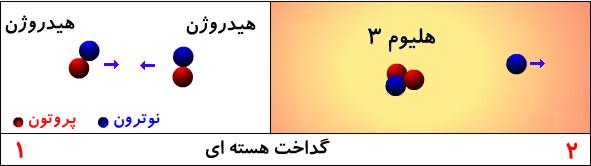 هیدروژن
هیدروژن
هلیوم ۳
نوترون
پروتون
۱
گداخت هسته ای
۲